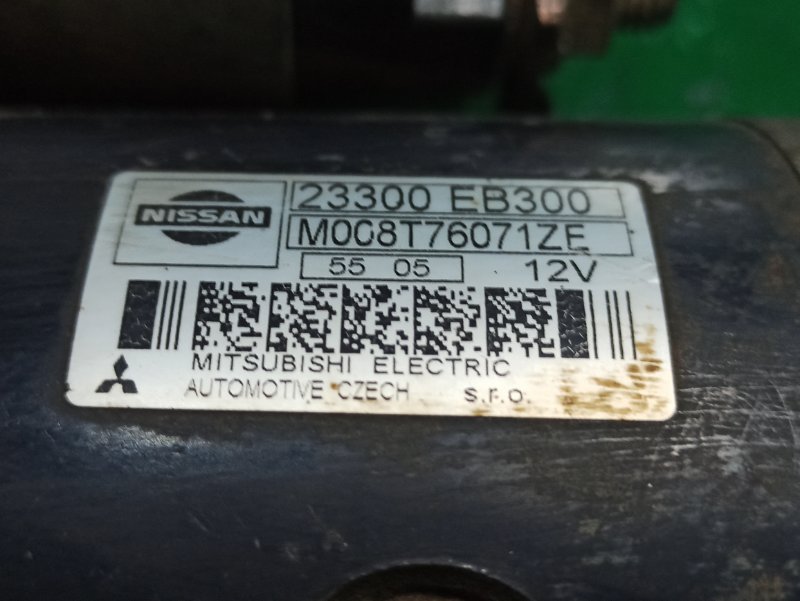 NISSAN
23300 EB300
M008T76071ZE
55 05
12V
MITSUBISHI ELECTRIC
AUTOMOTIVE CZECH s.r.o.